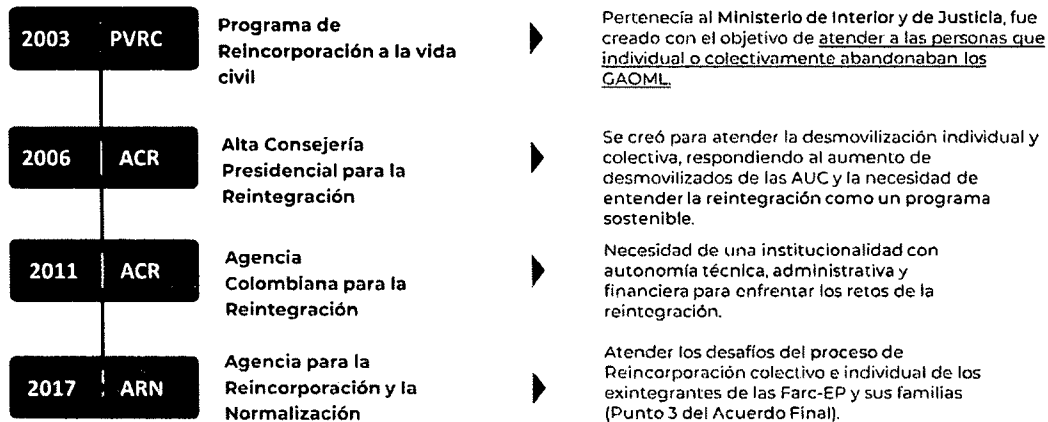 2003 PVRC
Programa de
Reincorporación a la vida
civil
Pertenecía al Ministerio de Interior y de Justicia, fue
creado con el objetivo de atender a las personas que
individual o colectivamente abandonaban los
GAOML.
2006 ACR
Alta Consejería
Presidencial para la
Reintegración
Se creó para atender la desmovilización individual y
colectiva, respondiendo al aumento de
desmovilizados de las AUC y la necesidad de
entender la reintegración como un programa
sostenible.
2011 ACR
Agencia
Colombiana para la
Reintegración
Necesidad de una institucionalidad con
autonomía técnica, administrativa y
financiera para enfrentar los retos de la
reintegración.
2017 ARN
Agencia para la
Reincorporación y la
Normalización
Atender los desafíos del proceso de
Reincorporación colectivo e individual de los
exintegrantes de las Farc-EP y sus familias
(Punto 3 del Acuerdo Final).